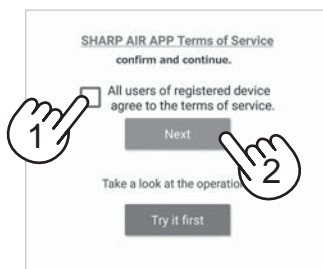 SHARP AIR APP Terms of Service
confirm and continue.
All users of registered device
agree to the terms of service.
1
Next
2
Take a look at the operation
Try it first